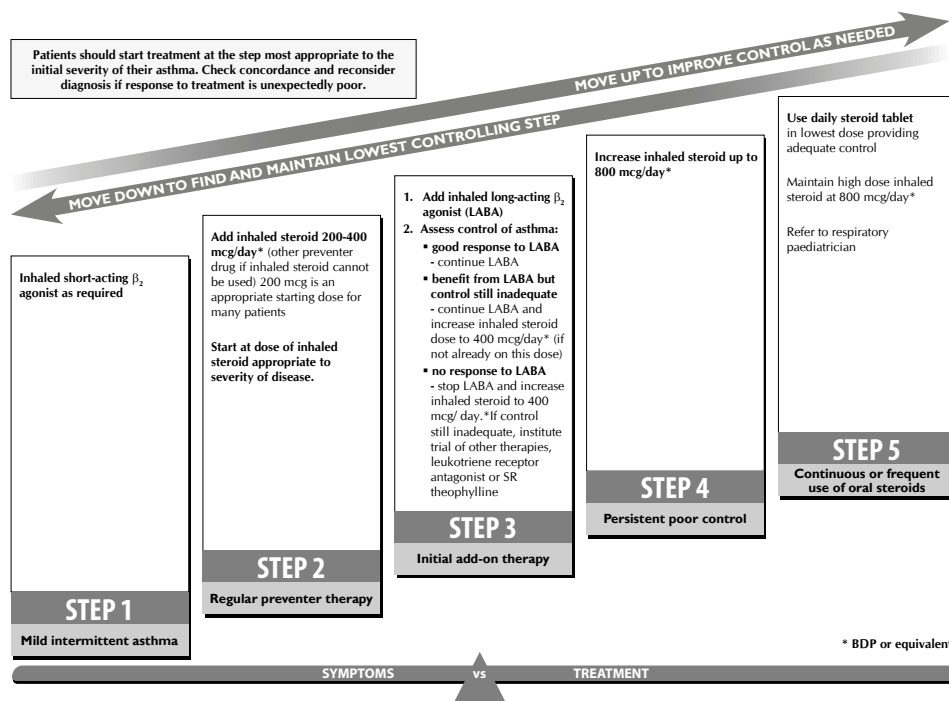 Patients should start treatment at the step most appropriate to the
initial severity of their asthma. Check concordance and reconsider
diagnosis if response to treatment is unexpectedly poor.
MOVE UP TO IMPROVE CONTROL AS NEEDED
MOVE DOWN TO FIND AND MAINTAIN LOWEST CONTROLLING STEP
Inhaled short-acting β₂
agonist as required
STEP 1
Mild intermittent asthma
Add inhaled steroid 200-400
mcg/day* (other preventer
drug if inhaled steroid cannot
be used) 200 mcg is an
appropriate starting dose for
many patients
Start at dose of inhaled
steroid appropriate to
severity of disease.
STEP 2
Regular preventer therapy
1. Add inhaled long-acting β₂
agonist (LABA)
2. Assess control of asthma:
▪ good response to LABA
- continue LABA
▪ benefit from LABA but
control still inadequate
- continue LABA and
increase inhaled steroid
dose to 400 mcg/day* (if
not already on this dose)
▪ no response to LABA
- stop LABA and increase
inhaled steroid to 400
mcg/ day.*If control
still inadequate, institute
trial of other therapies,
leukotriene receptor
antagonist or SR
theophylline
STEP 3
Initial add-on therapy
Increase inhaled steroid up to
800 mcg/day*
STEP 4
Persistent poor control
Use daily steroid tablet
in lowest dose providing
adequate control
Maintain high dose inhaled
steroid at 800 mcg/day*
Refer to respiratory
paediatrician
STEP 5
Continuous or frequent
use of oral steroids
* BDP or equivalent
SYMPTOMS vs TREATMENT